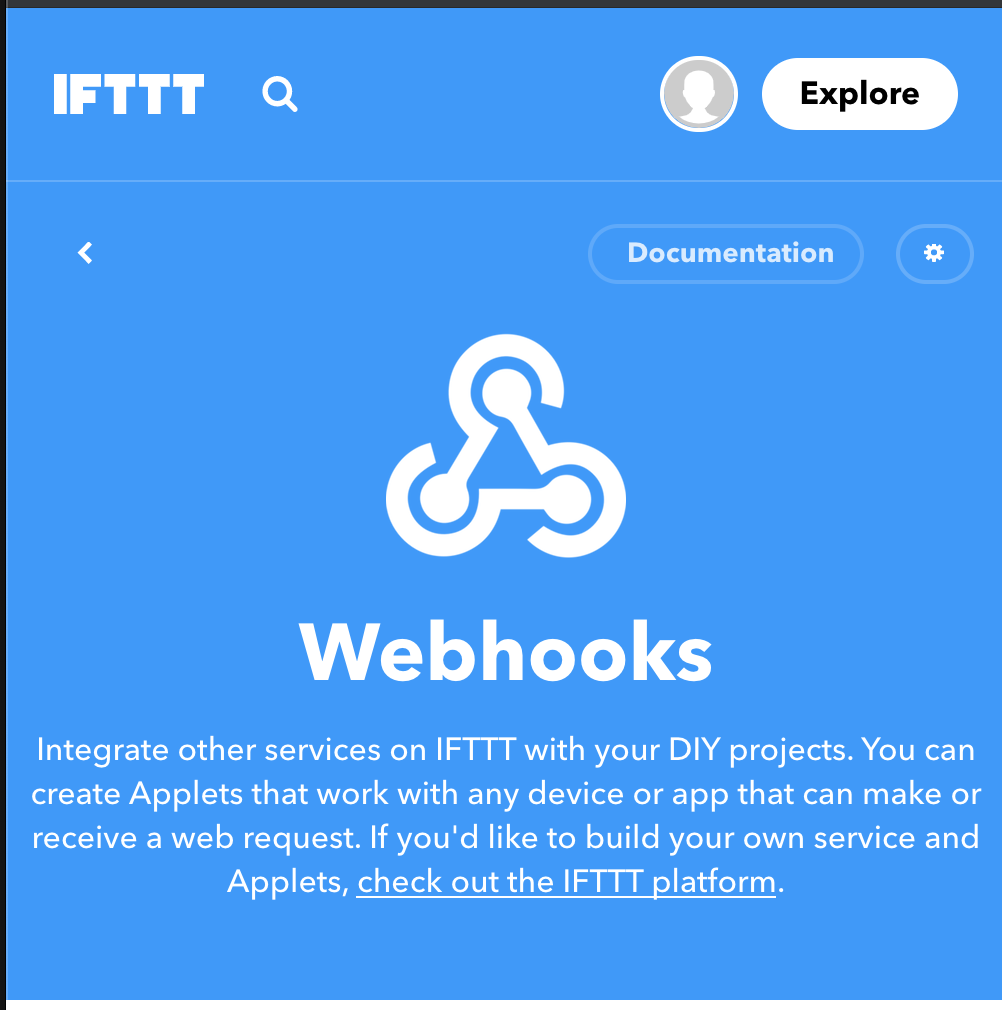 IFTTT
Explore
Documentation
Webhooks
Integrate other services on IFTTT with your DIY projects. You can
create Applets that work with any device or app that can make or
receive a web request. If you'd like to build your own service and
Applets, check out the IFTTT platform.